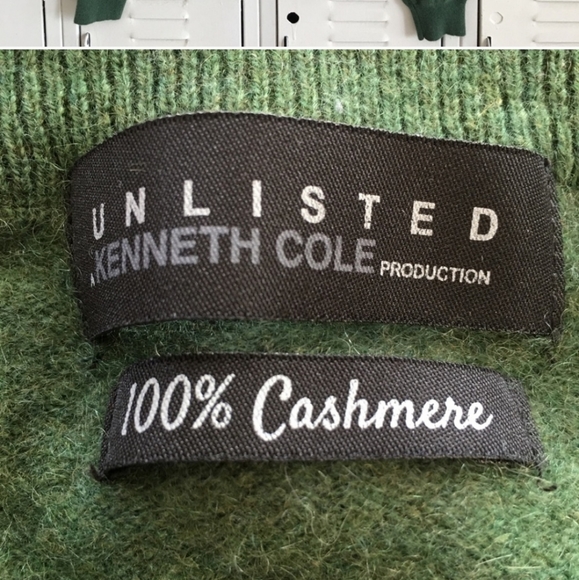 UNLISTED
A KENNETH COLE PRODUCTION
100% Cashmere